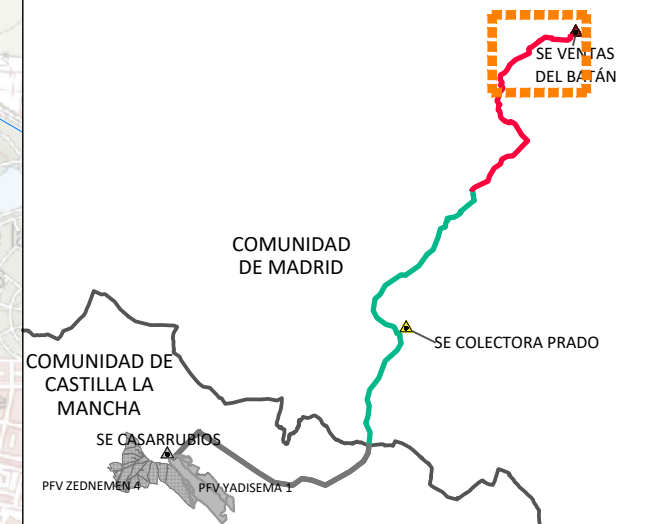 SE VENTAS
DEL BATÁN
COMUNIDAD
DE MADRID
SE COLECTORA PRADO
COMUNIDAD DE
CASTILLA LA
MANCHA
SE CASARRUBIOS
PFV ZEDNEMEN 4
PFV YADISEMA 1